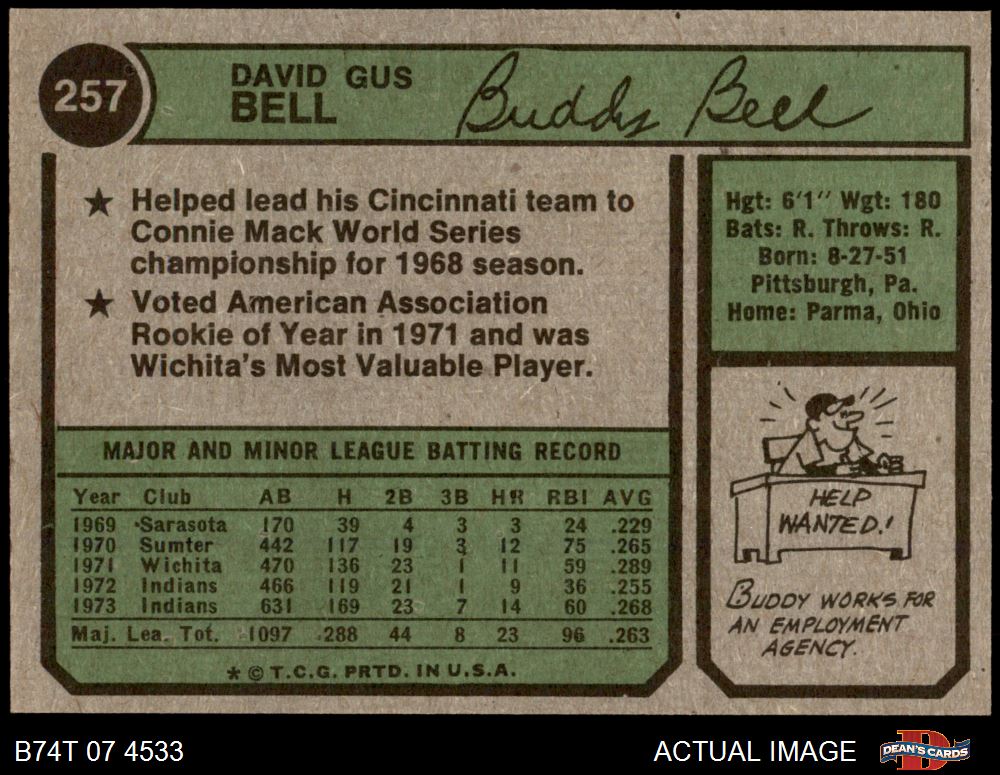 257
DAVID GUS
BELL
Buddy Bell
★ Helped lead his Cincinnati team to
Connie Mack World Series
championship for 1968 season.
★ Voted American Association
Rookie of Year in 1971 and was
Wichita's Most Valuable Player.
Hgt: 6'1" Wgt: 180
Bats: R. Throws: R.
Born: 8-27-51
Pittsburgh, Pa.
Home: Parma, Ohio
MAJOR AND MINOR LEAGUE BATTING RECORD
Year Club AB H 2B 3B HR RBI AVG
1969 Sarasota 170 39 4 3 3 24 .229
1970 Sumter 442 117 19 3 12 75 .265
1971 Wichita 470 136 23 1 11 59 .289
1972 Indians 466 119 21 1 9 36 .255
1973 Indians 631 169 23 7 14 60 .268
Maj. Lea. Tot. 1097 288 44 8 23 96 .263
* © T.C.G. PRTD. IN U.S.A.
HELP
WANTED!
BUDDY WORKS FOR
AN EMPLOYMENT
AGENCY.
B74T 07 4533
ACTUAL IMAGE
DEAN'S CARDS